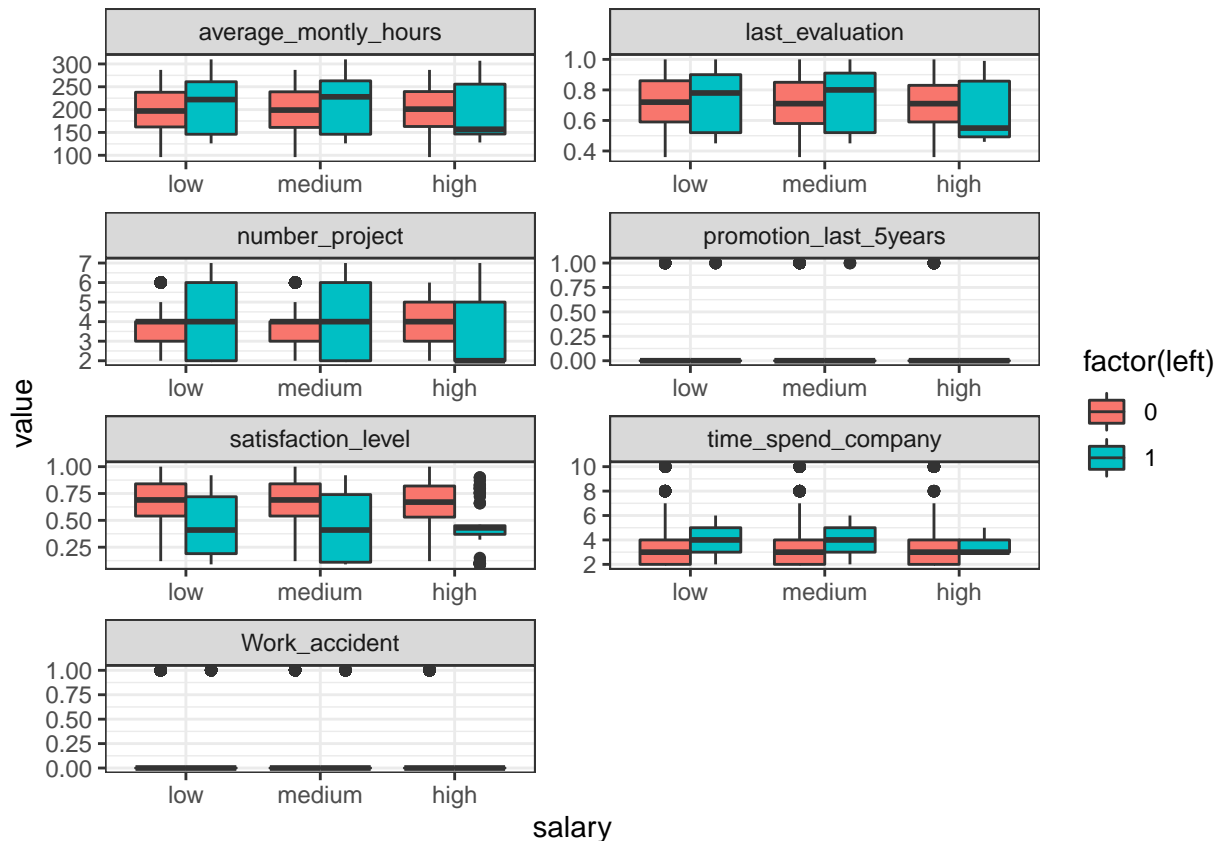 average_montly_hours
last_evaluation
300
250
200
150
100
1.0
0.8
0.6
0.4
low medium high
low medium high
number_project
promotion_last_5years
7
6
5
4
3
2
1.00
0.75
0.50
0.25
0.00
low medium high
low medium high
satisfaction_level
time_spend_company
1.00
0.75
0.50
0.25
10
8
6
4
2
low medium high
low medium high
Work_accident
1.00
0.75
0.50
0.25
0.00
low medium high
value
salary
factor(left)
0
1